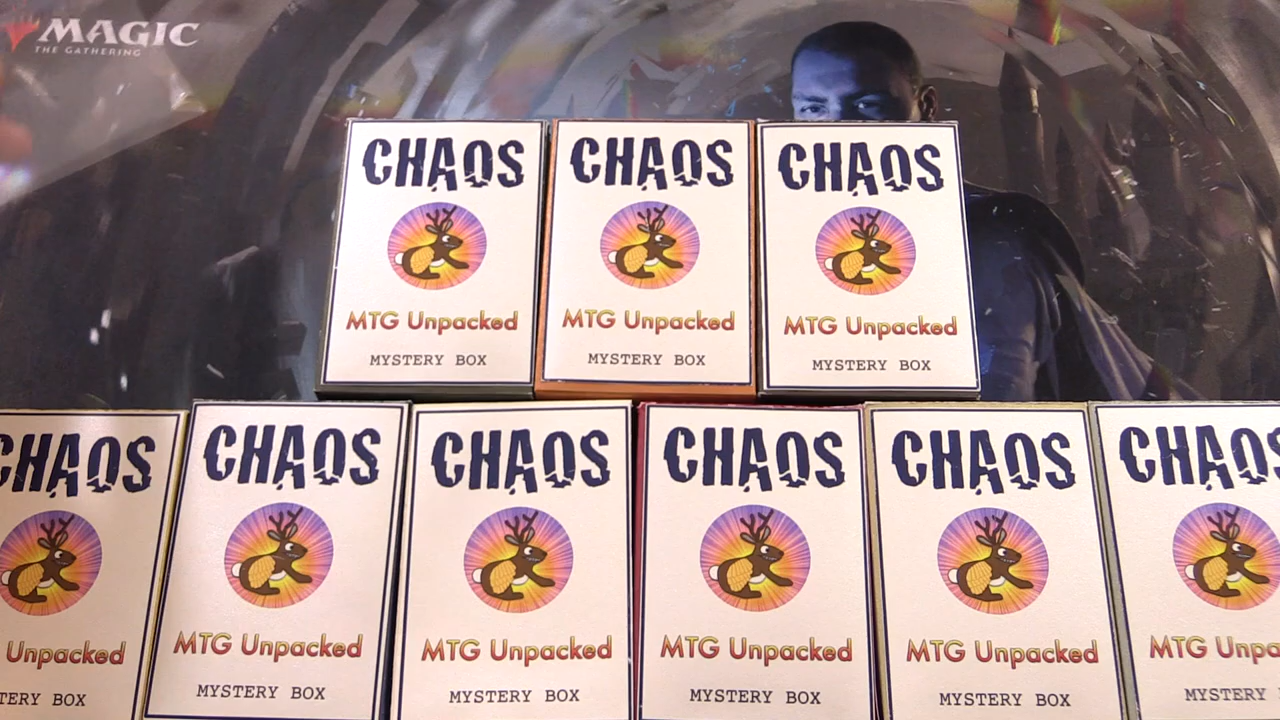 MAGIC
THE GATHERING
CHAOS
MTG Unpacked
MYSTERY BOX
CHAOS
MTG Unpacked
MYSTERY BOX
CHAOS
MTG Unpacked
MYSTERY BOX
CHAOS
Unpacked
TERY BOX
CHAOS
MTG Unpacked
MYSTERY BOX
CHAOS
MTG Unpacked
MYSTERY BOX
CHAOS
MTG Unpacked
MYSTERY BOX
CHAOS
MTG Unpacked
MYSTERY BOX
CHAOS
MTG Unpa
MYSTERY